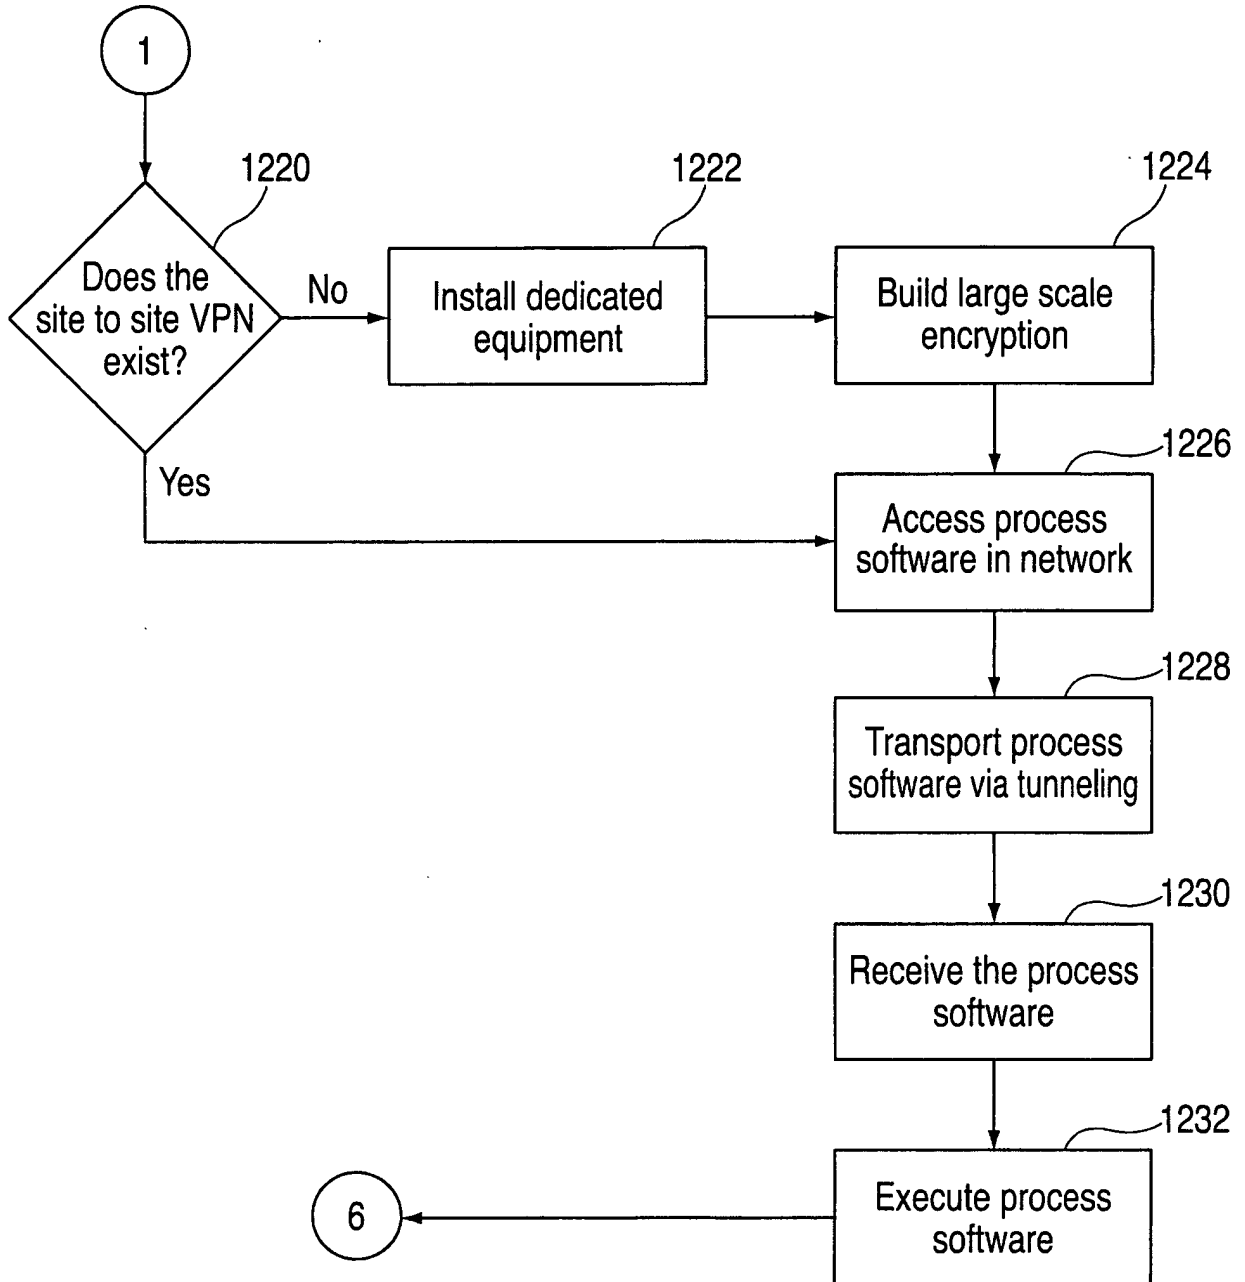 1
1220
Does the
site to site VPN
exist?
No
Yes
1222
Install dedicated
equipment
1224
Build large scale
encryption
1226
Access process
software in network
1228
Transport process
software via tunneling
1230
Receive the process
software
1232
Execute process
software
6